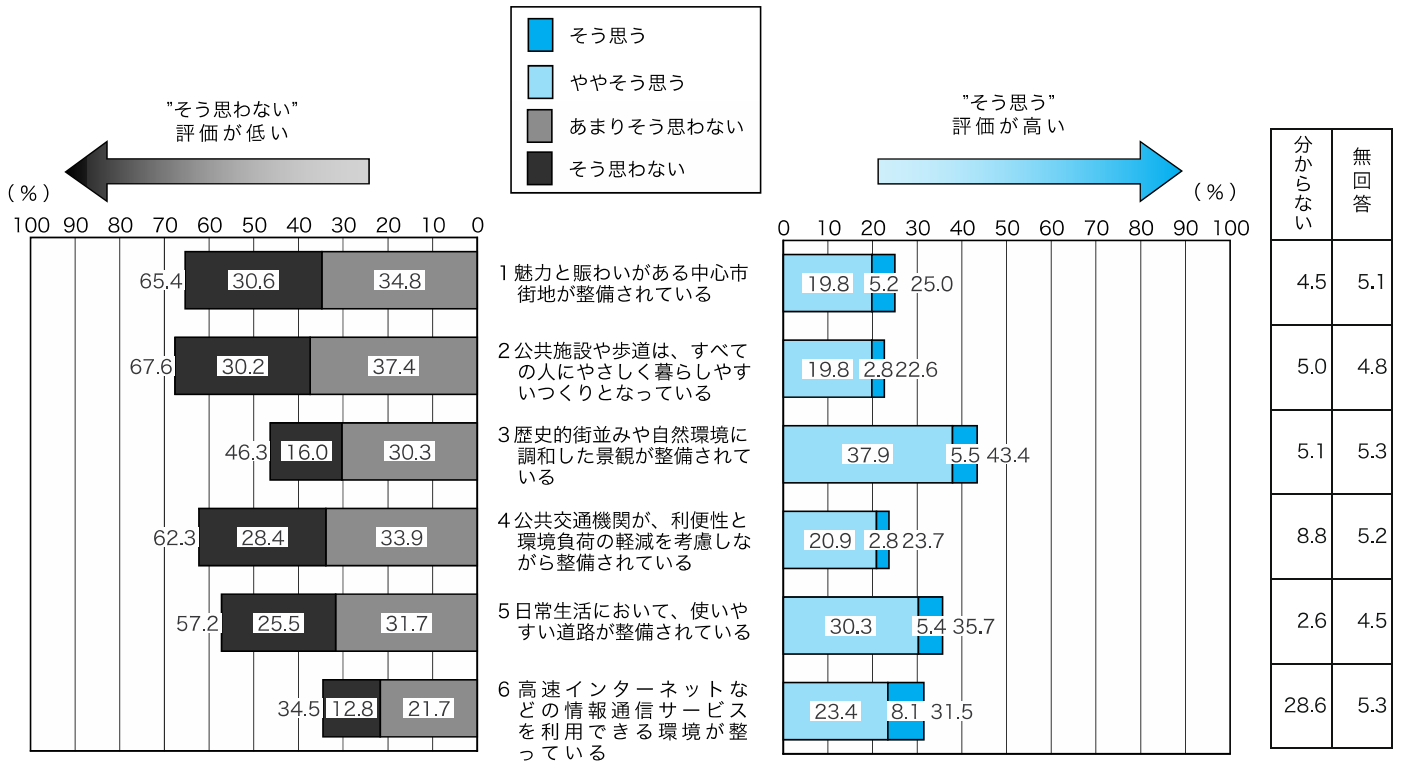 そう思う
ややそう思う
あまりそう思わない
そう思わない
”そう思わない”
評価が低い
”そう思う”
評価が高い
(%)
(%)
分からない
無回答
100 90 80 70 60 50 40 30 20 10 0
0 10 20 30 40 50 60 70 80 90 100
65.4 30.6 34.8
1 魅力と賑わいがある中心市
街地が整備されている
19.8 5.2 25.0
4.5 5.1
67.6 30.2 37.4
2 公共施設や歩道は、すべて
の人にやさしく暮らしやす
いつくりとなっている
19.8 2.8 22.6
5.0 4.8
46.3 16.0 30.3
3 歴史的街並みや自然環境に
調和した景観が整備されて
いる
37.9 5.5 43.4
5.1 5.3
62.3 28.4 33.9
4 公共交通機関が、利便性と
環境負荷の軽減を考慮しな
がら整備されている
20.9 2.8 23.7
8.8 5.2
57.2 25.5 31.7
5 日常生活において、使いや
すい道路が整備されている
30.3 5.4 35.7
2.6 4.5
34.5 12.8 21.7
6 高速インターネットな
どの情報通信サービス
を利用できる環境が整
っている
23.4 8.1 31.5
28.6 5.3